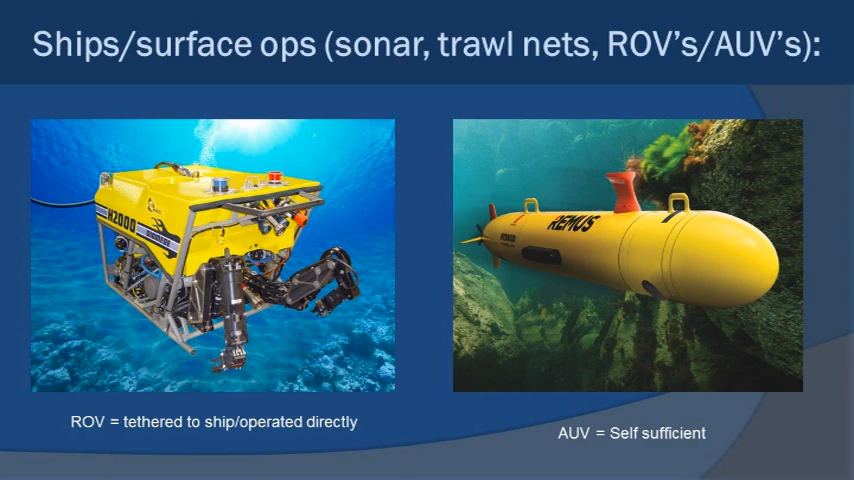 Ships/surface ops (sonar, trawl nets, ROV’s/AUV’s):
H2000
REMUS
ROV = tethered to ship/operated directly
AUV = Self sufficient